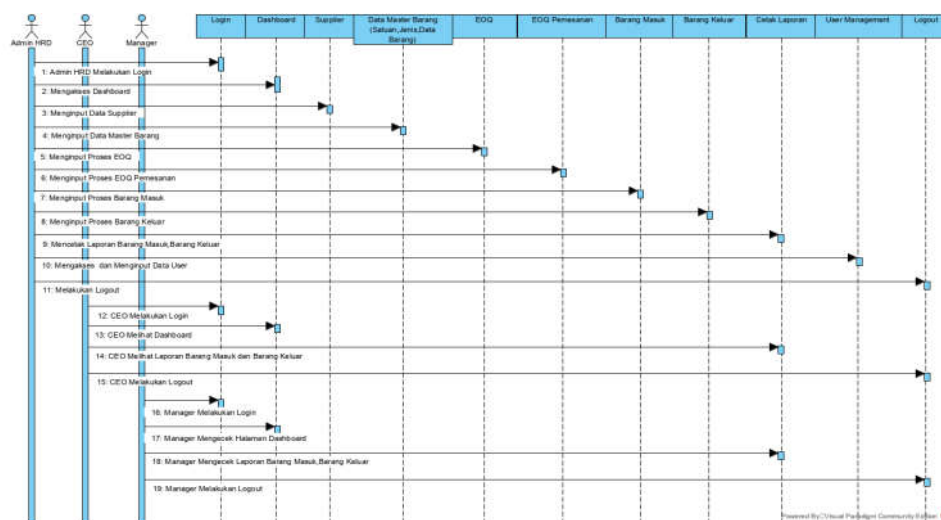 Login Dashboard Supplier Data Master Barang EOQ EOQ Pemesanan Barang Masuk Barang Keluar Cetak Laporan User Management Logout
(Satuan,Jenis,Data
Barang)
Admin HRD CEO Manager
1: Admin HRD Melakukan Login
2: Mengakses Dashboard
3: Menginput Data Supplier
4: Menginput Data Master Barang
5: Menginput Proses EOQ
6: Menginput Proses EOQ Pemesanan
7: Menginput Proses Barang Masuk
8: Menginput Proses Barang Keluar
9: Mencetak Laporan Barang Masuk,Barang Keluar
10: Mengakses dan Menginput Data User
11: Melakukan Logout
12: CEO Melakukan Login
13: CEO Melihat Dashboard
14: CEO Melihat Laporan Barang Masuk dan Barang Keluar
15: CEO Melakukan Logout
16: Manager Melakukan Login
17: Manager Mengecek Halaman Dashboard
18: Manager Mengecek Laporan Barang Masuk,Barang Keluar
19: Manager Melakukan Logout
Powered By Visual Paradigm Community Edition